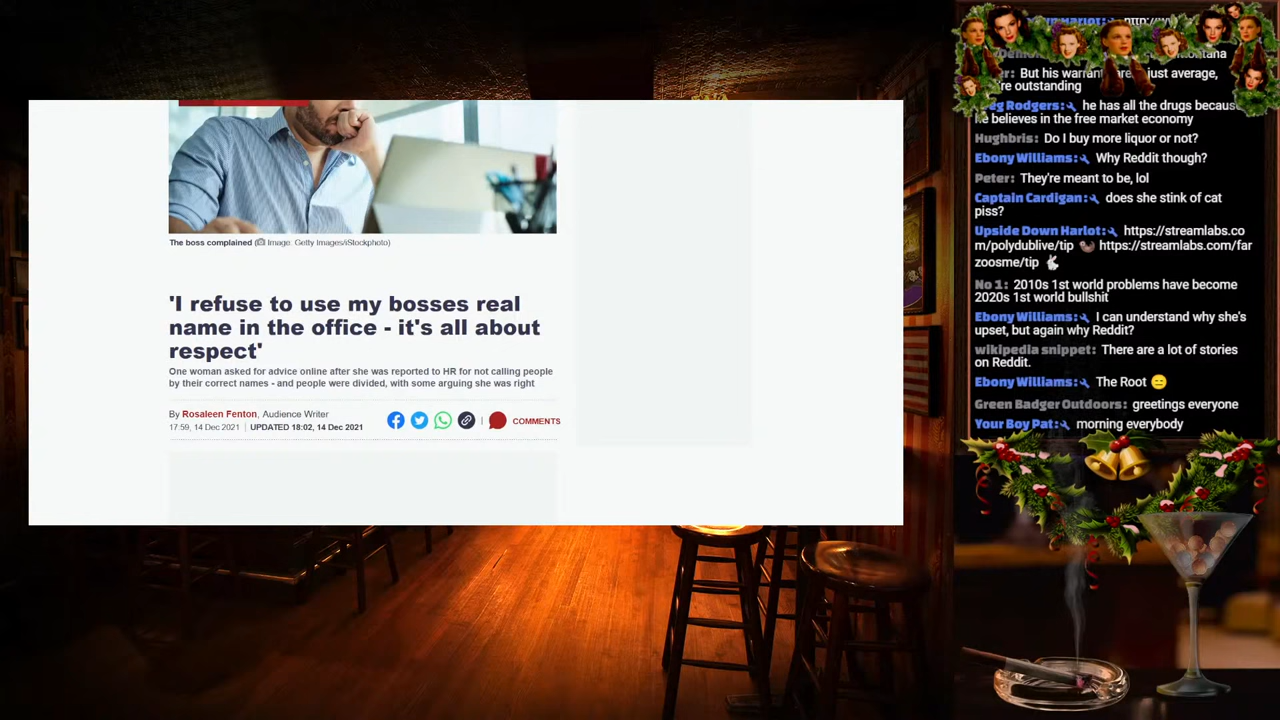 The boss complained (Image: Getty Images/iStockphoto)
'I refuse to use my bosses real
name in the office - it's all about
respect'
One woman asked for advice online after she was reported to HR for not calling people
by their correct names - and people were divided, with some arguing she was right
By Rosaleen Fenton, Audience Writer
17:59, 14 Dec 2021 | UPDATED 18:02, 14 Dec 2021
COMMENTS
But his warrant just average,
outstanding
Rodgers: he has all the drugs
he believes in the free market economy
Hughbris: Do I buy more liquor or not?
Ebony Williams: Why Reddit though?
Peter: They're meant to be, lol
Captain Cardigan: does she stink of cat
piss?
Upside Down Harlot: https://streamlabs.co
m/polydublive/tip https://streamlabs.com/far
zoosme/tip
No 1: 2010s 1st world problems have become
2020s 1st world bullshit
Ebony Williams: I can understand why she's
upset, but again why Reddit?
wikipedia snippet: There are a lot of stories
on Reddit.
Ebony Williams: The Root 😑
Green Badger Outdoors: greetings everyone
Your Boy Pat: morning everybody